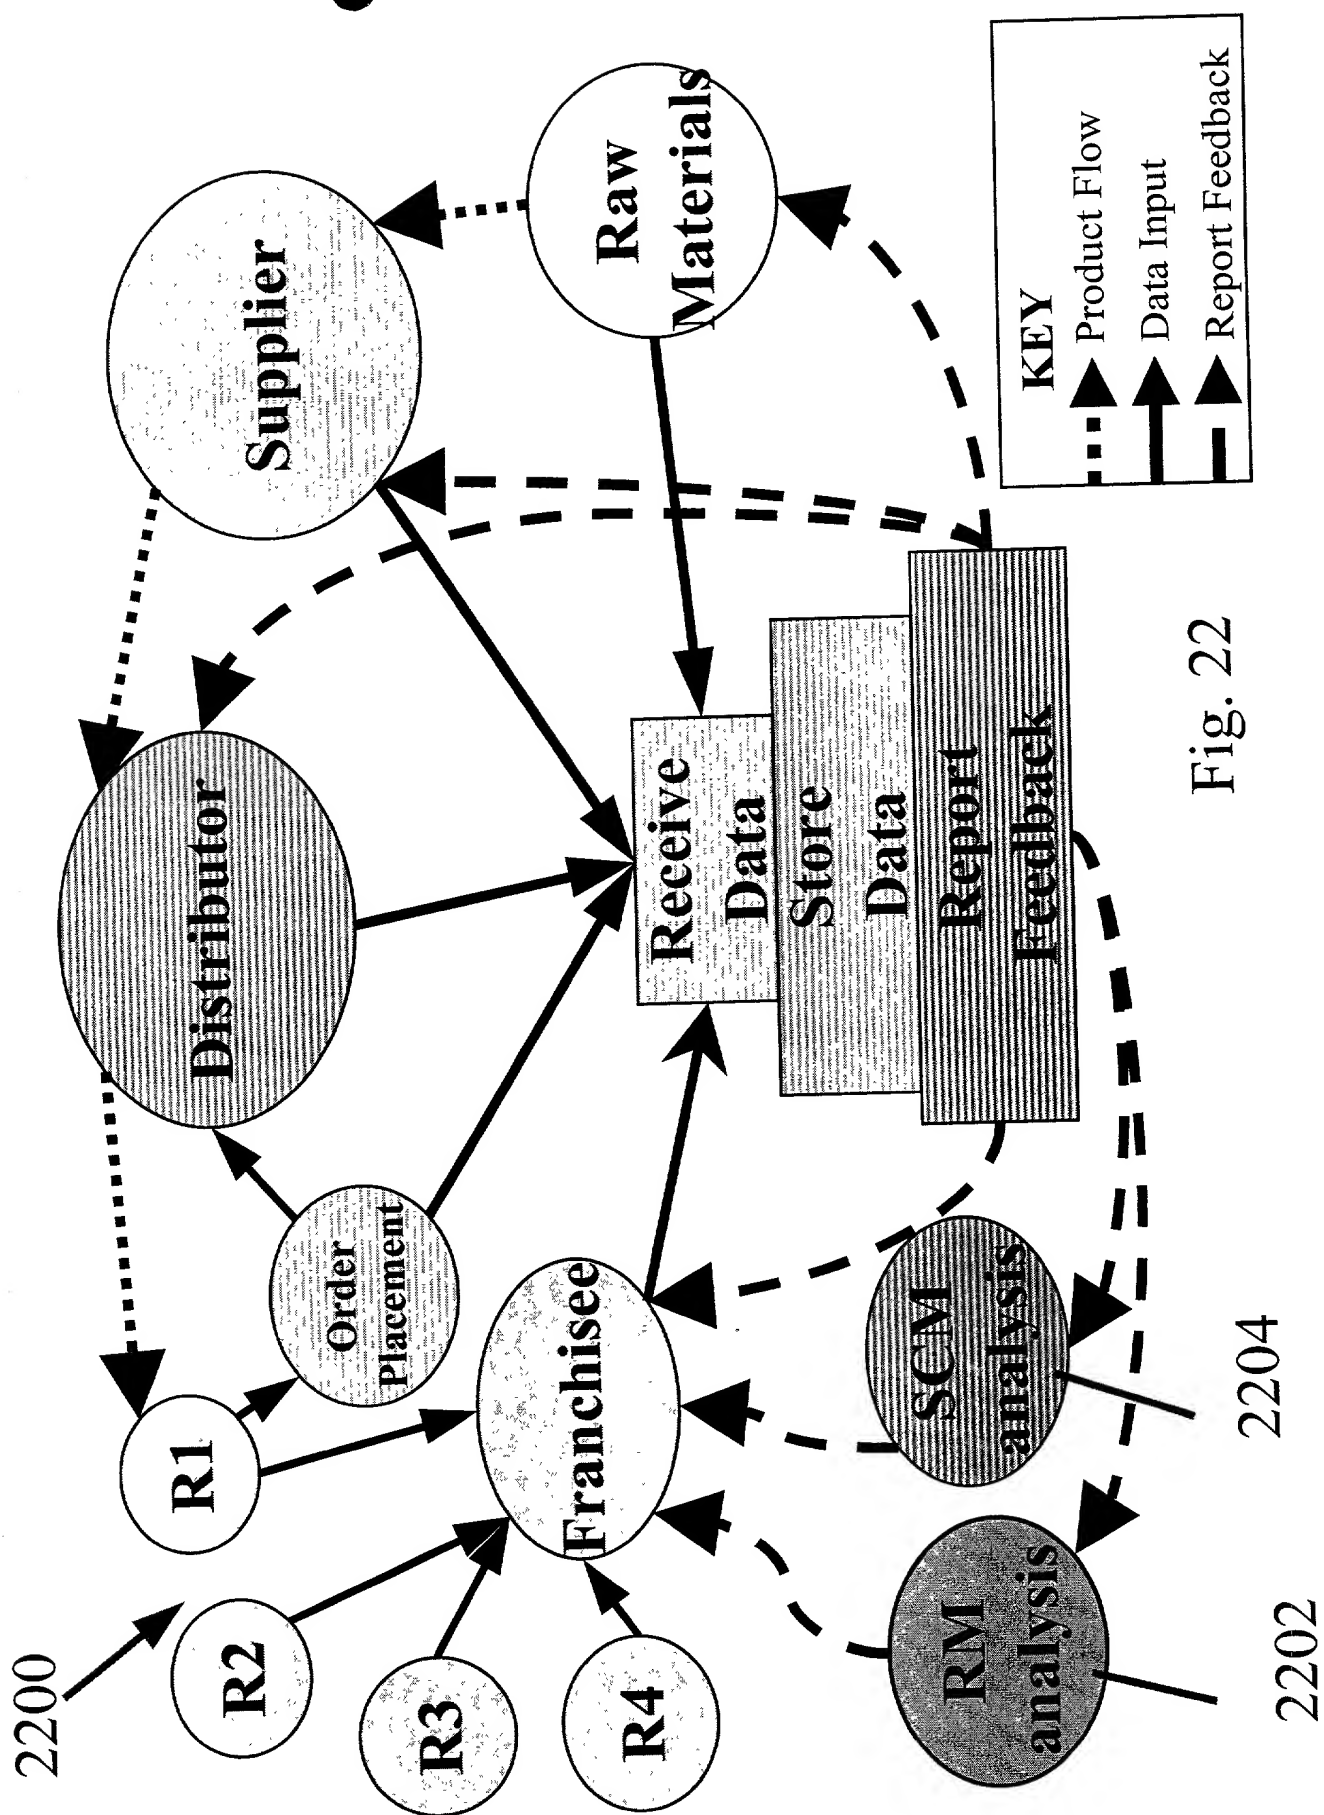 2200
R1
R2
R3
R4
Order
Placement
Distributor
Supplier
Franchisee
Receive
Data
Store
Data
Report
Feedback
Raw
Materials
RM
analysis
SCM
analysis
2202
2204
Fig. 22
KEY
Product Flow
Data Input
Report Feedback